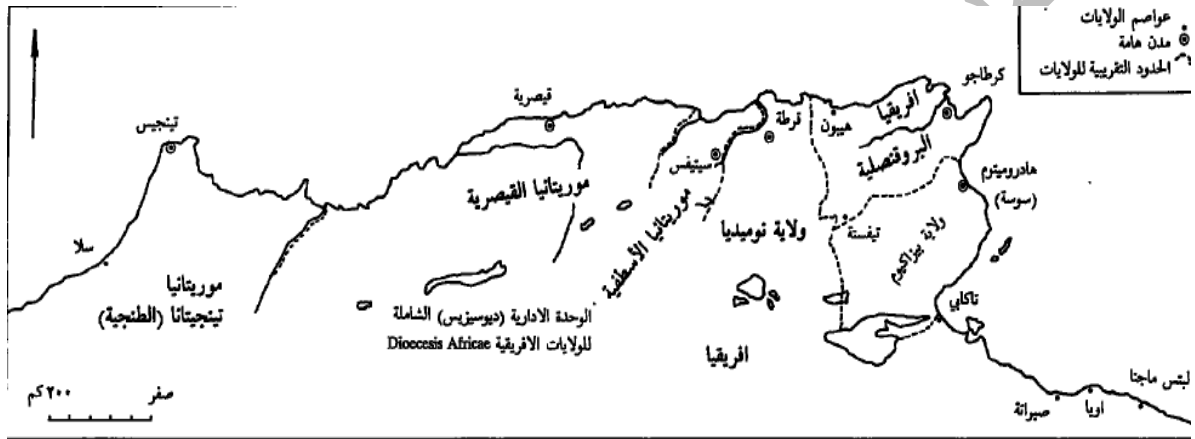 عواصم الولايات
مدن هامة
الحدود التقريبية للولايات
كرطاجو
افريقيا
البروقنصلية
هيبون
قرطة
سيتيفس
قيصرية
تينجيس
هادروميتوم
(سوسة)
ولاية بيزاكيوم
تيفستة
ولاية نوميديا
موريتانيا الأسطفية
موريتانيا القيصرية
سلا
موريتانيا
تينجيتانا (الطنجية)
الوحدة الادارية (ديوسيزيس) الشاملة
للولايات الافريقية Dioecesis Africae
افريقيا
تاكابي
لبتس ماجنا
اويا
صبراتة
صفر ٢٠٠ كم